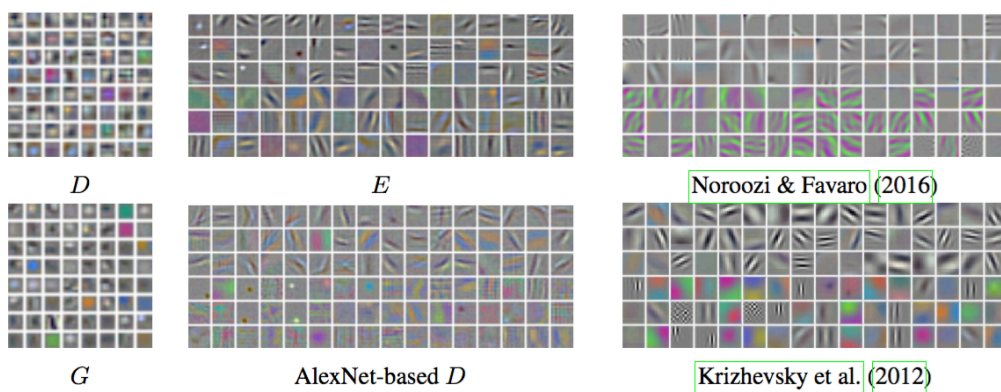 D
E
Noroozi & Favaro (2016)
G
AlexNet-based D
Krizhevsky et al. (2012)